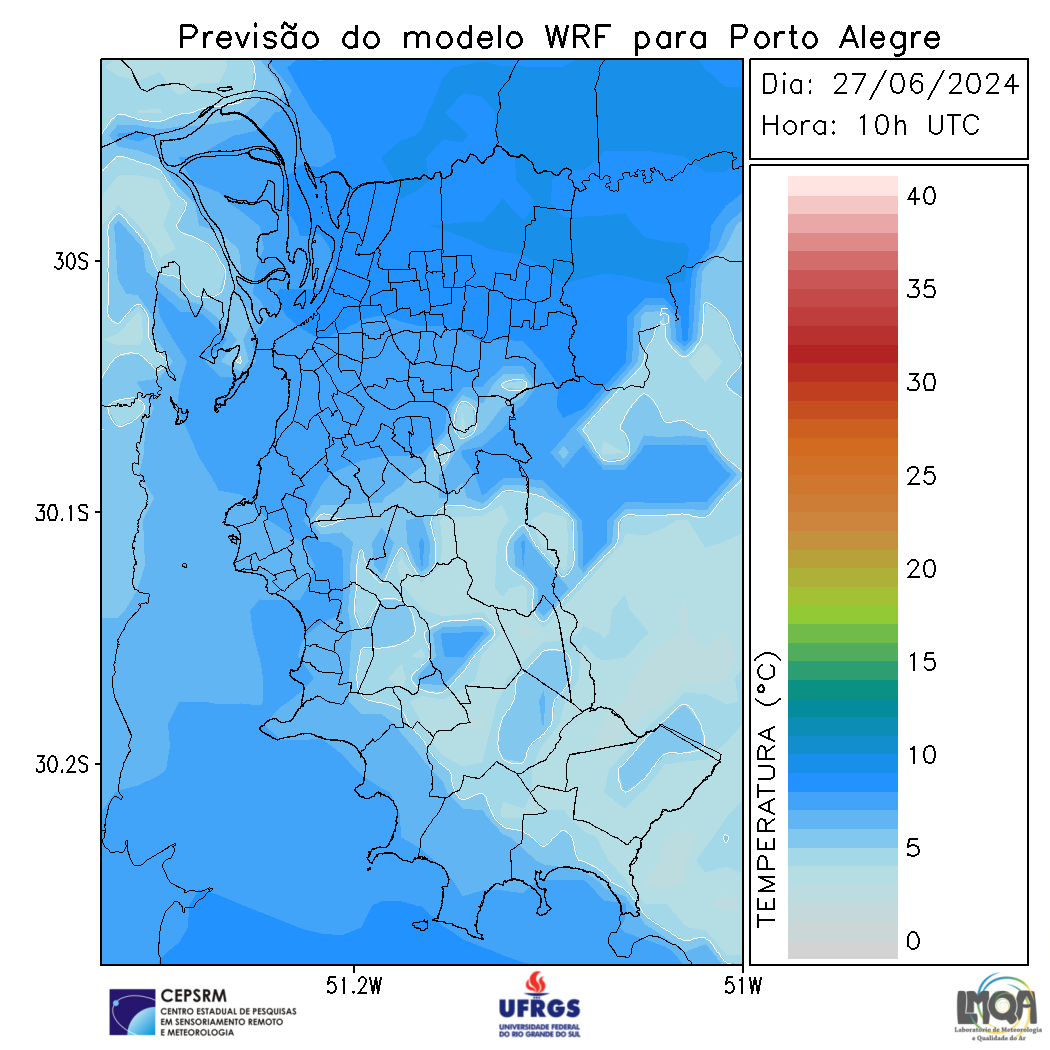 Previsão do modelo WRF para Porto Alegre
Dia: 27/06/2024
Hora: 10h UTC
30S
30.1S
30.2S
51.2W
51W
5
40
35
30
25
20
15
10
5
0
TEMPERATURA (°C)
CEPSRM
CENTRO ESTADUAL DE PESQUISAS
EM SENSORIAMENTO REMOTO
E METEOROLOGIA
UFRGS
UNIVERSIDADE FEDERAL
DO RIO GRANDE DO SUL
LMQA
Laboratório de Meteorologia
e Qualidade do Ar